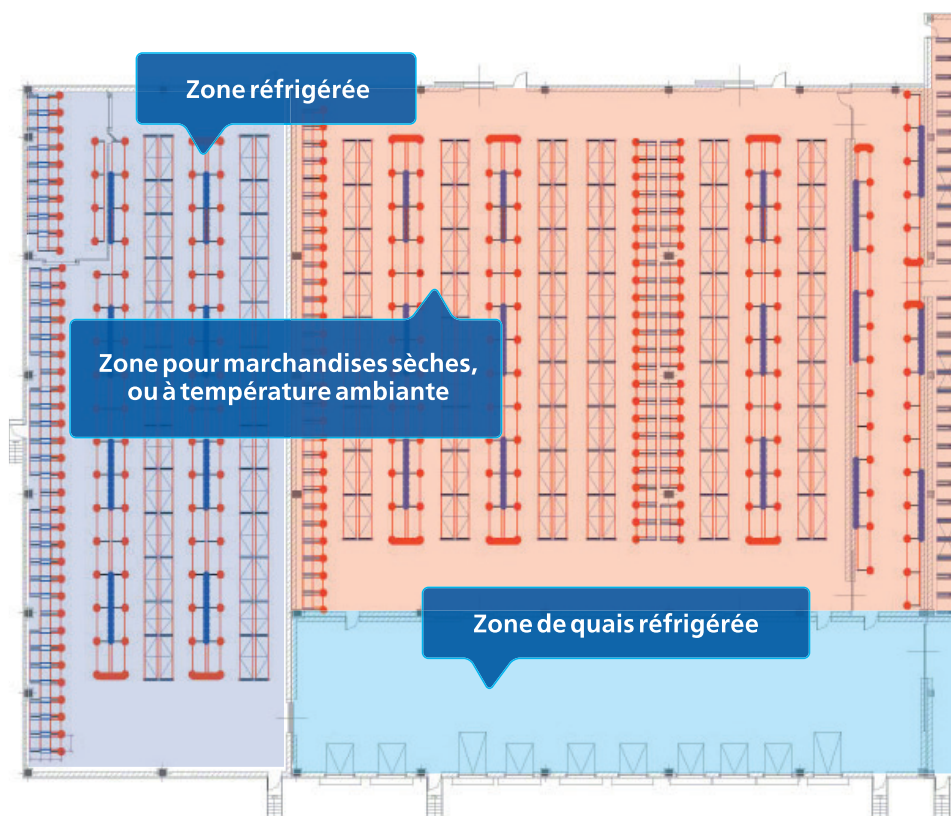 Zone réfrigérée
Zone pour marchandises sèches,
ou à température ambiante
Zone de quais réfrigérée